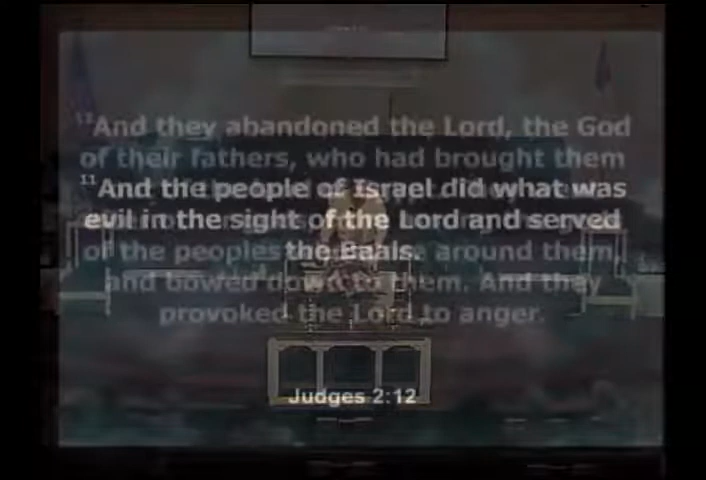 12And they abandoned the Lord, the God
of their fathers, who had brought them
11And the people of Israel did what was
evil in the sight of the Lord and served
the Baals.
of the peoples around them,
and bowed down to them. And they
provoked the Lord to anger.
Judges 2:12